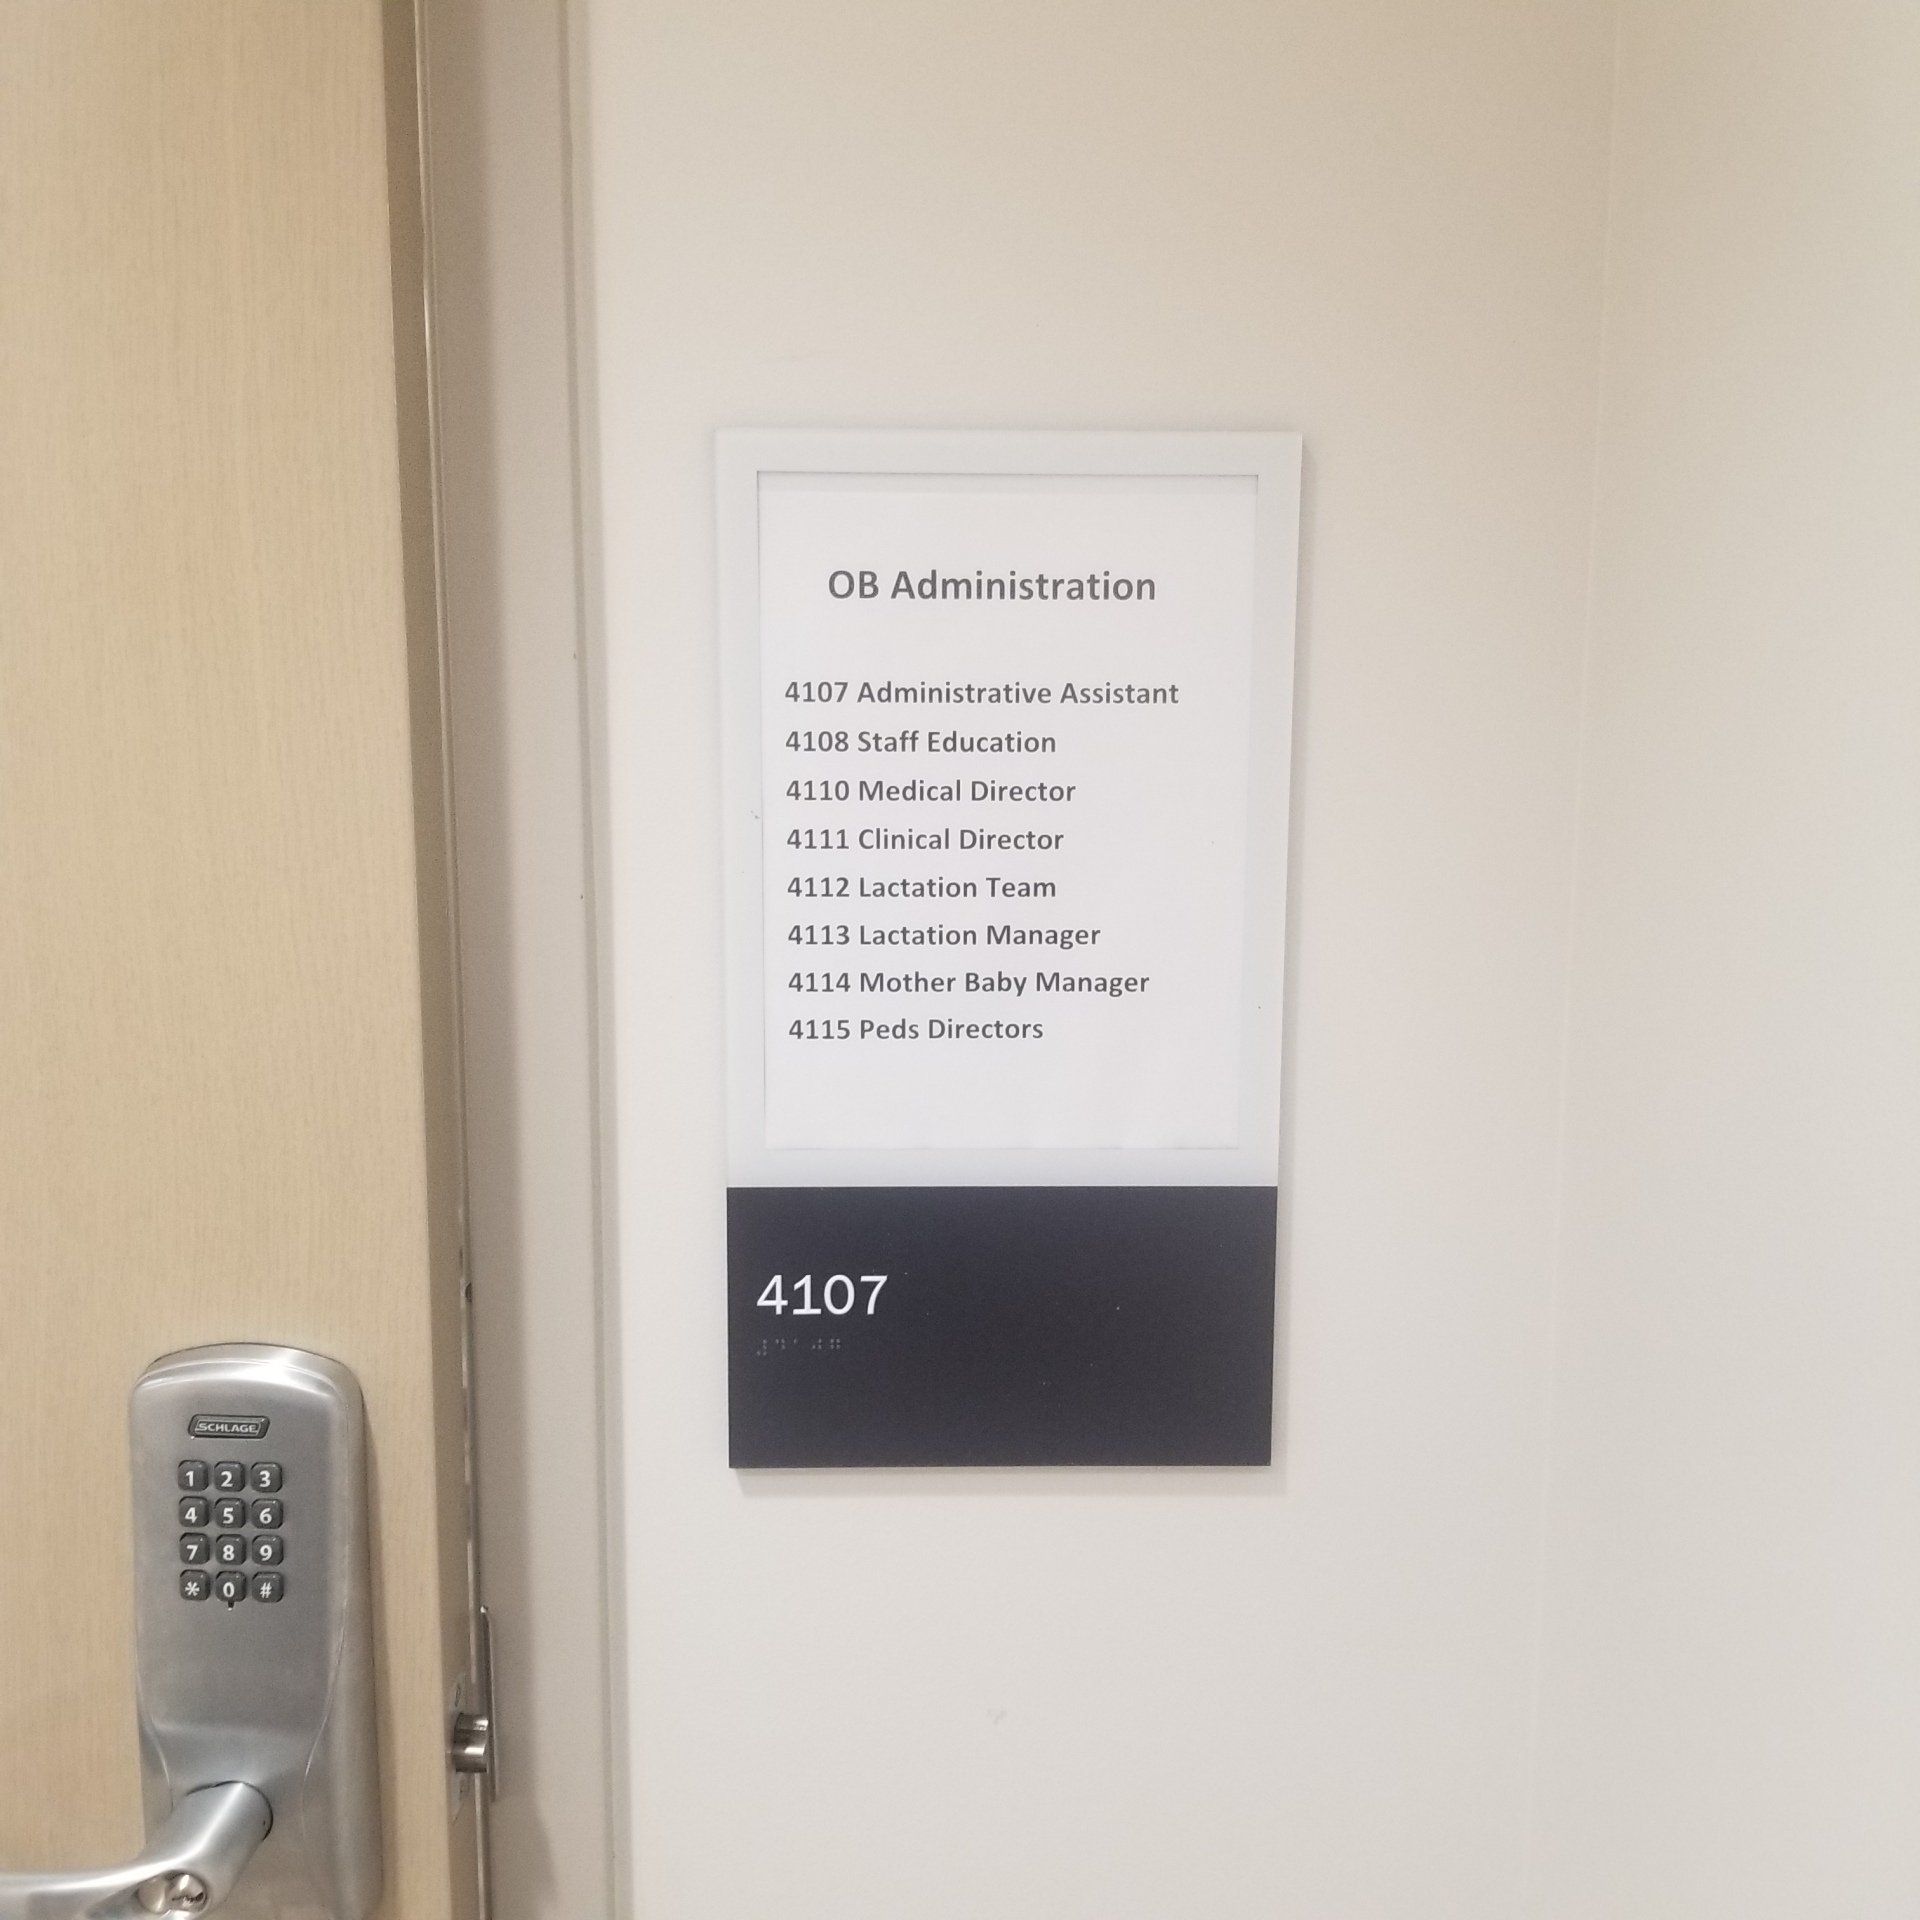 OB Administration
4107 Administrative Assistant
4108 Staff Education
4110 Medical Director
4111 Clinical Director
4112 Lactation Team
4113 Lactation Manager
4114 Mother Baby Manager
4115 Peds Directors
4107
SCHLAGE
1 2 3
4 5 6
7 8 9
* 0 #